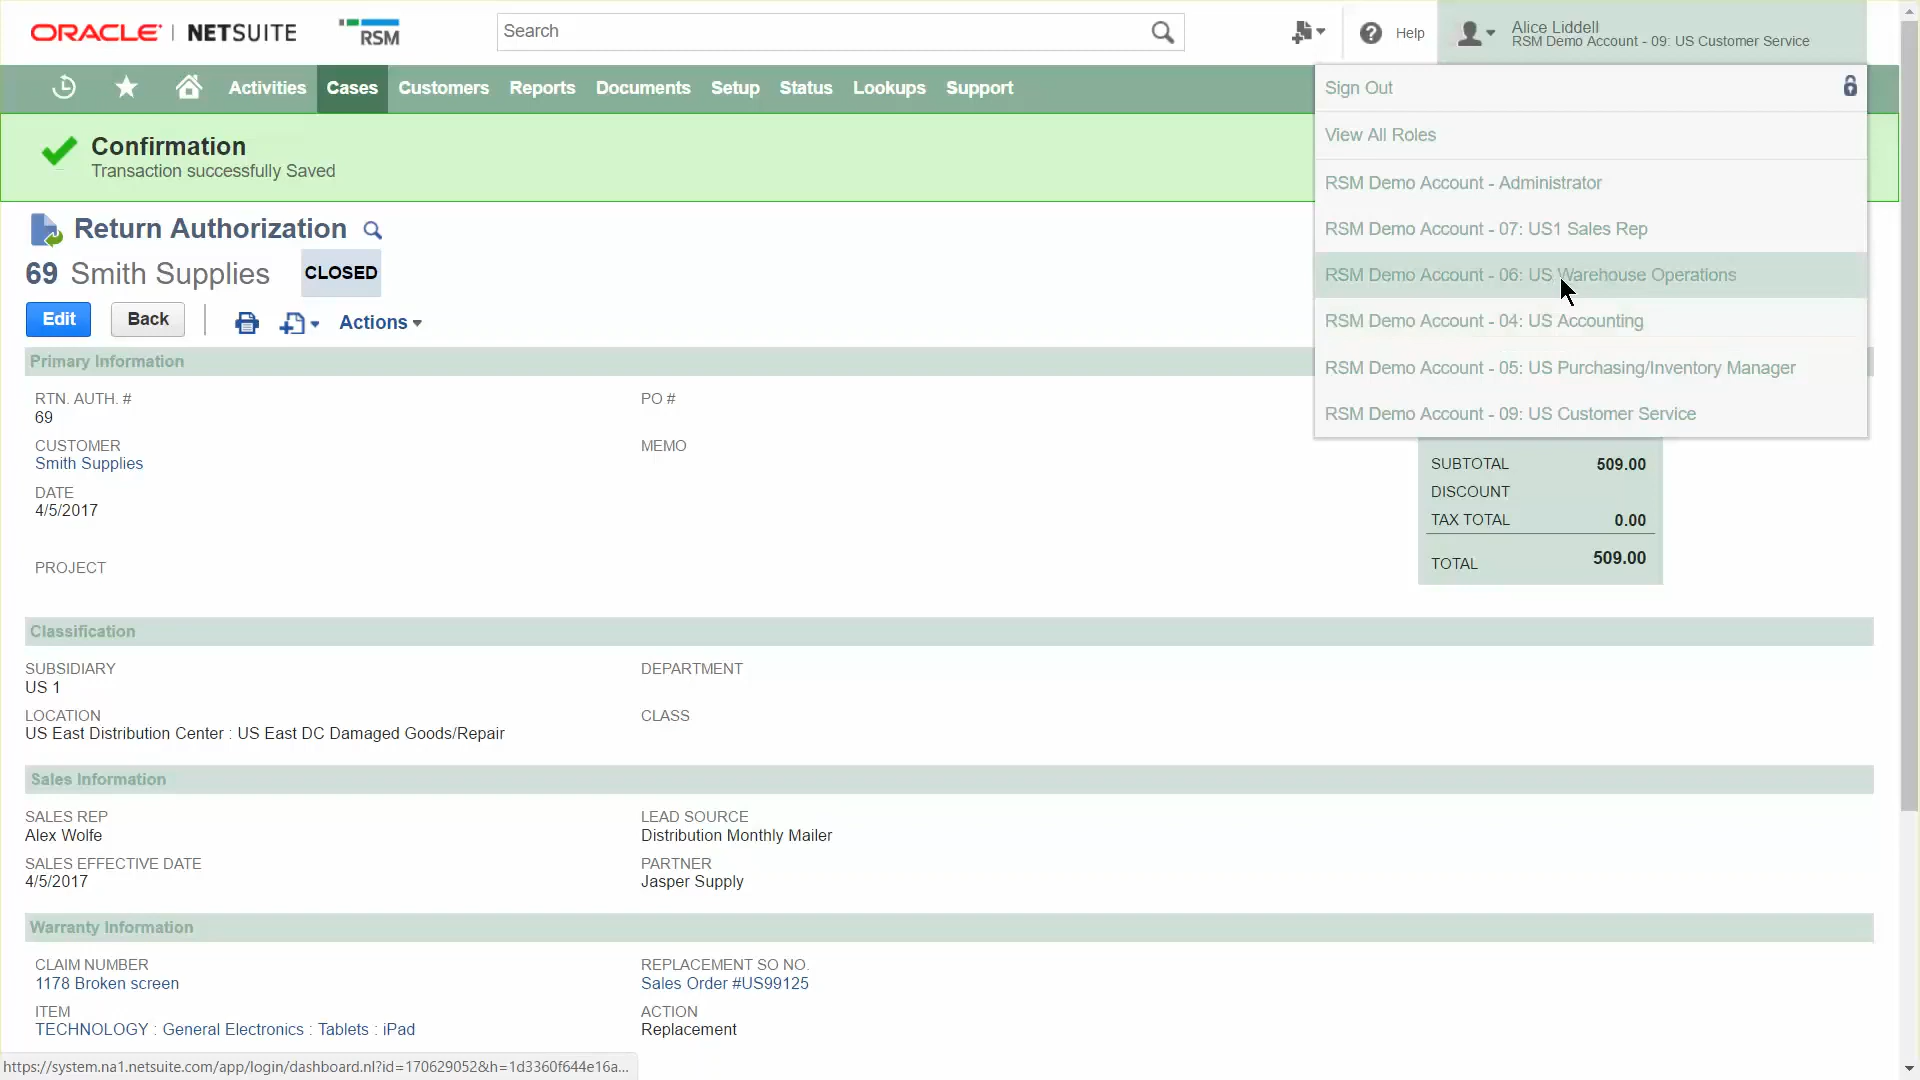 ORACLE | NETSUITE
RSM
Search
Help
Alice Liddell
RSM Demo Account - 09: US Customer Service
Activities
Cases
Customers
Reports
Documents
Setup
Status
Lookups
Support
Sign Out
View All Roles
RSM Demo Account - Administrator
RSM Demo Account - 07: US1 Sales Rep
RSM Demo Account - 06: US Warehouse Operations
RSM Demo Account - 04: US Accounting
RSM Demo Account - 05: US Purchasing/Inventory Manager
RSM Demo Account - 09: US Customer Service
Confirmation
Transaction successfully Saved
Return Authorization
69 Smith Supplies CLOSED
Edit
Back
Actions
Primary Information
RTN. AUTH. #
69
CUSTOMER
Smith Supplies
DATE
4/5/2017
PROJECT
PO #
MEMO
SUBTOTAL 509.00
DISCOUNT
TAX TOTAL 0.00
TOTAL 509.00
Classification
SUBSIDIARY
US 1
LOCATION
US East Distribution Center : US East DC Damaged Goods/Repair
DEPARTMENT
CLASS
Sales Information
SALES REP
Alex Wolfe
SALES EFFECTIVE DATE
4/5/2017
LEAD SOURCE
Distribution Monthly Mailer
PARTNER
Jasper Supply
Warranty Information
CLAIM NUMBER
1178 Broken screen
ITEM
TECHNOLOGY : General Electronics : Tablets : iPad
REPLACEMENT SO NO.
Sales Order #US99125
ACTION
Replacement
https://system.na1.netsuite.com/app/login/dashboard.nl?id=170629052&h=1d3360f644e16a...